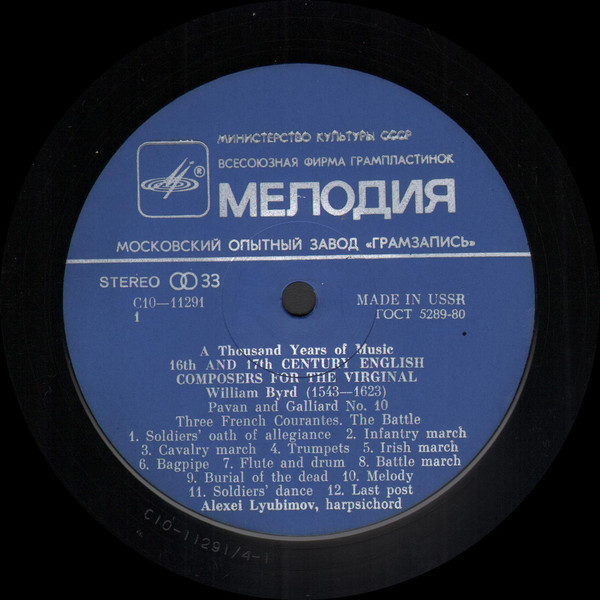 МИНИСТЕРСТВО КУЛЬТУРЫ СССР
ВСЕСОЮЗНАЯ ФИРМА ГРАМПЛАСТИНОК
®
МЕЛОДИЯ
МОСКОВСКИЙ ОПЫТНЫЙ ЗАВОД «ГРАМЗАПИСЬ»
STEREO 33
C10—11291
1
MADE IN USSR
ГОСТ 5289-80
A Thousand Years of Music
16th AND 17th CENTURY ENGLISH
COMPOSERS FOR THE VIRGINAL
William Byrd (1543—1623)
Pavan and Galliard No. 10
Three French Courantes. The Battle
1. Soldiers' oath of allegiance 2. Infantry march
3. Cavalry march 4. Trumpets 5. Irish march
6. Bagpipe 7. Flute and drum 8. Battle march
9. Burial of the dead 10. Melody
11. Soldiers' dance 12. Last post
Alexei Lyubimov, harpsichord
C10-11291/4-1